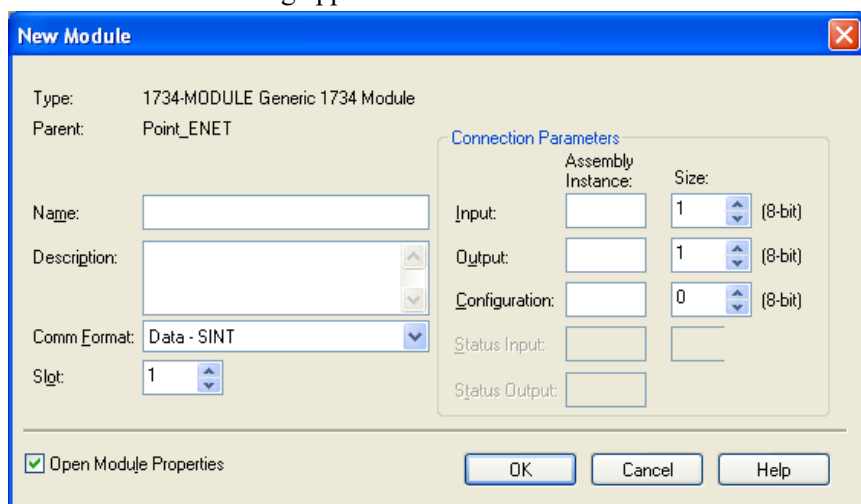 New Module
Type: 1734-MODULE Generic 1734 Module
Parent: Point_ENET
Connection Parameters
Assembly
Instance: Size:
Name: Input: 1 (8-bit)
Description: Output: 1 (8-bit)
Configuration: 0 (8-bit)
Comm Format: Data - SINT
Status Input:
Slot: 1
Status Output:
Open Module Properties OK Cancel Help